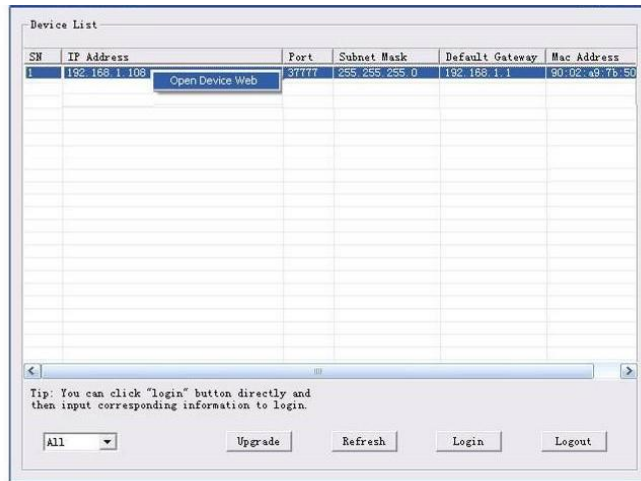 Device List
SN IP Address Port Subnet Mask Default Gateway Mac Address
1 192.168.1.108 37777 255.255.255.0 192.168.1.1 90:02:a9:7b:50
Open Device Web
Tip: You can click "login" button directly and
then input corresponding information to login.
All Upgrade Refresh Login Logout